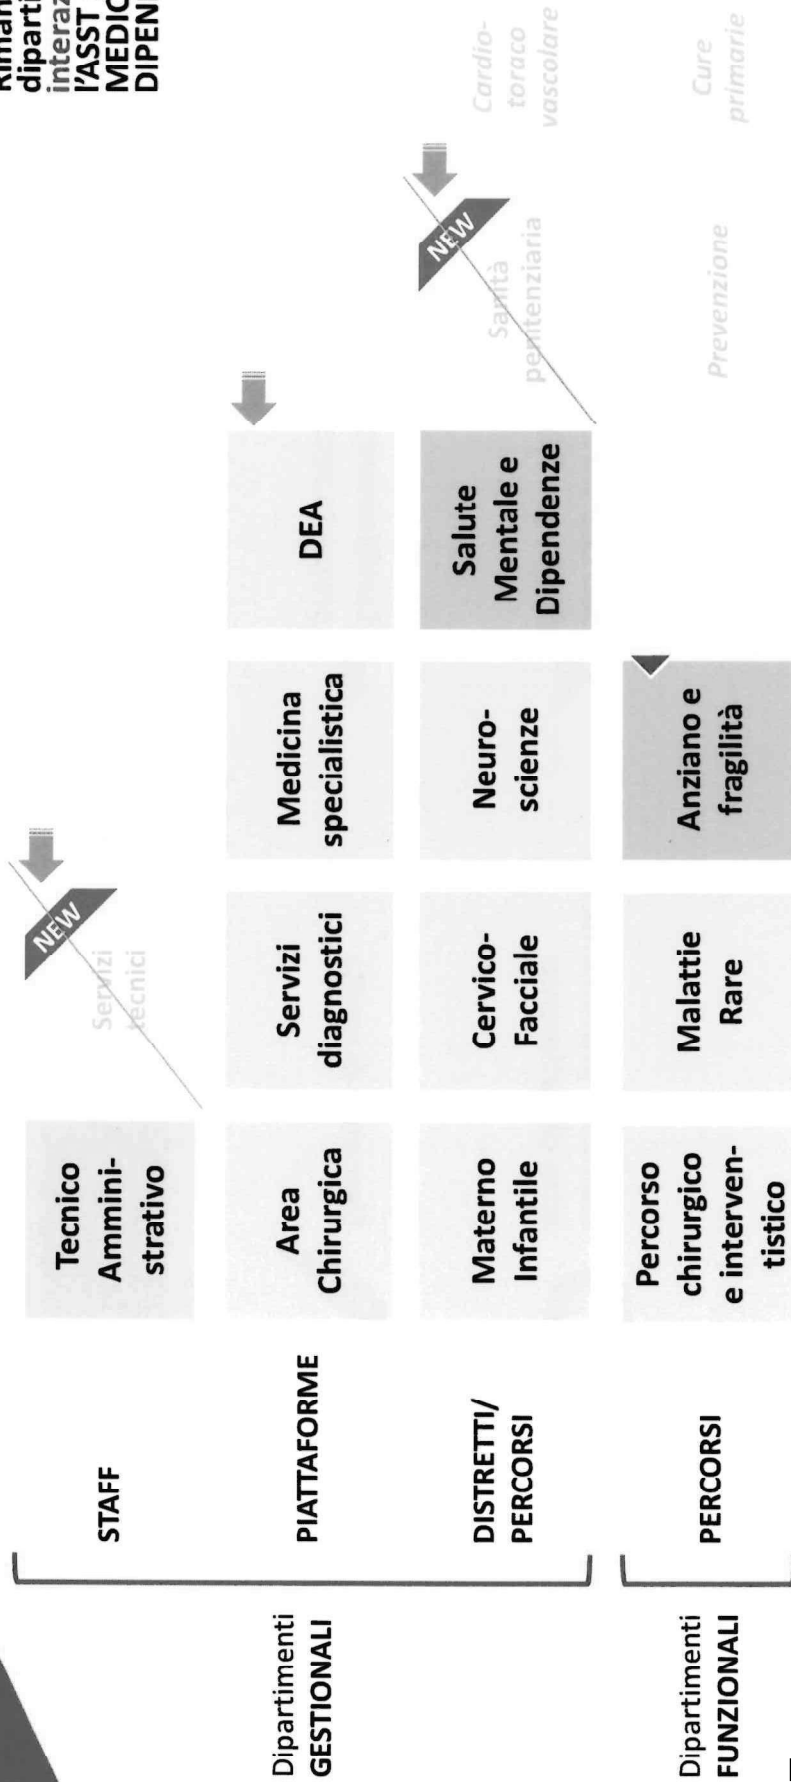 Dipartimenti
GESTIONALI
STAFF
Tecnico
Ammini-
strativo
Servizi
tecnici
NEW
PIATTAFORME
Area
Chirurgica
Servizi
diagnostici
Medicina
specialistica
DEA
DISTRETTI/
PERCORSI
Materno
Infantile
Cervico-
Facciale
Neuro-
scienze
Salute
Mentale e
Dipendenze
Sanità
penitenziaria
NEW
Cardio-
toraco
vascolare
Dipartimenti
FUNZIONALI
PERCORSI
Percorso
chirurgico
e interven-
tistico
Malattie
Rare
Anziano e
fragilità
Prevenzione
Cure
primarie
diparti
interaz
l'ASST
MEDIC
DIPEN